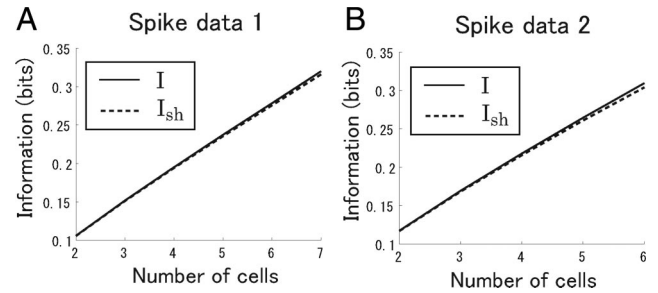 A
Spike data 1
Information (bits)
0.35
0.3
0.25
0.2
0.15
0.1
I
I_sh
2 3 4 5 6 7
Number of cells
B
Spike data 2
Information (bits)
0.35
0.3
0.25
0.2
0.15
0.1
I
I_sh
2 3 4 5 6
Number of cells